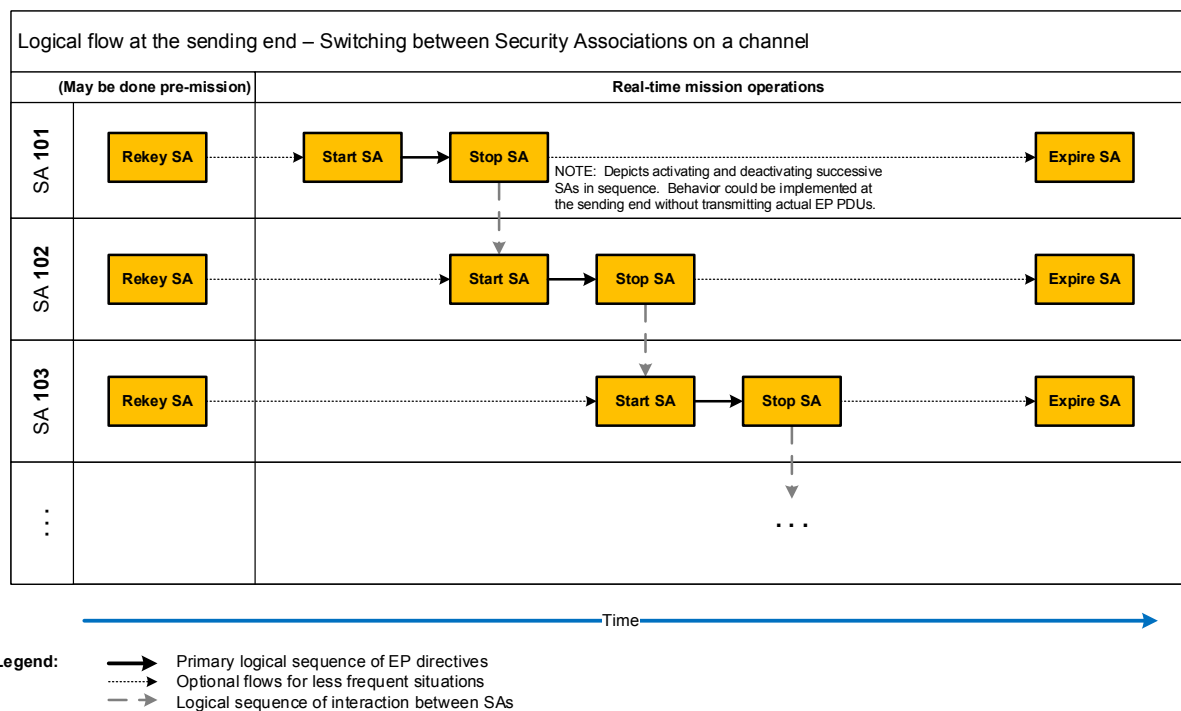 Logical flow at the sending end – Switching between Security Associations on a channel
(May be done pre-mission)
Real-time mission operations
SA 101
Rekey SA
Start SA
Stop SA
Expire SA
NOTE: Depicts activating and deactivating successive
SAs in sequence. Behavior could be implemented at
the sending end without transmitting actual EP PDUs.
SA 102
Rekey SA
Start SA
Stop SA
Expire SA
SA 103
Rekey SA
Start SA
Stop SA
Expire SA
. . .
. . .
Time
Legend:
Primary logical sequence of EP directives
Optional flows for less frequent situations
Logical sequence of interaction between SAs